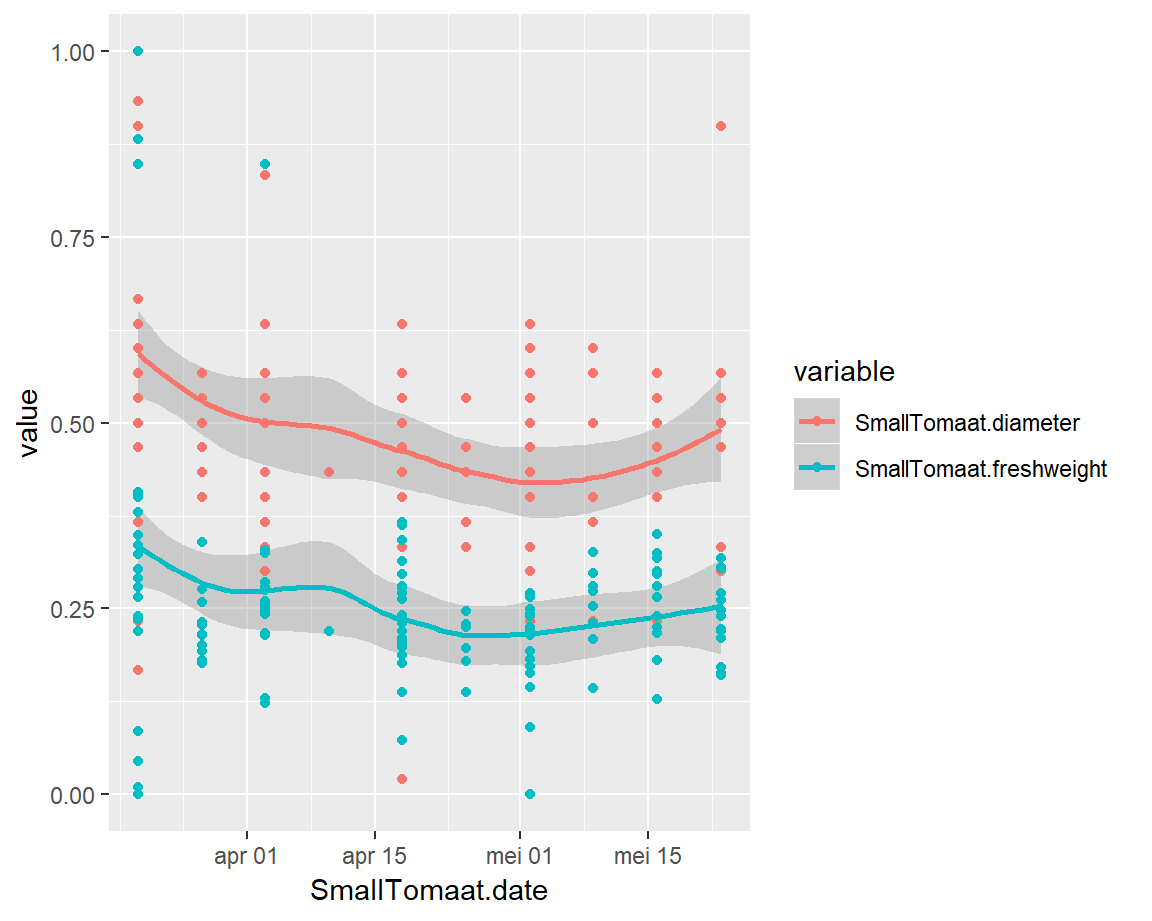 1.00
0.75
0.50
0.25
0.00
value
apr 01
apr 15
mei 01
mei 15
SmallTomaat.date
variable
SmallTomaat.diameter
SmallTomaat.freshweight